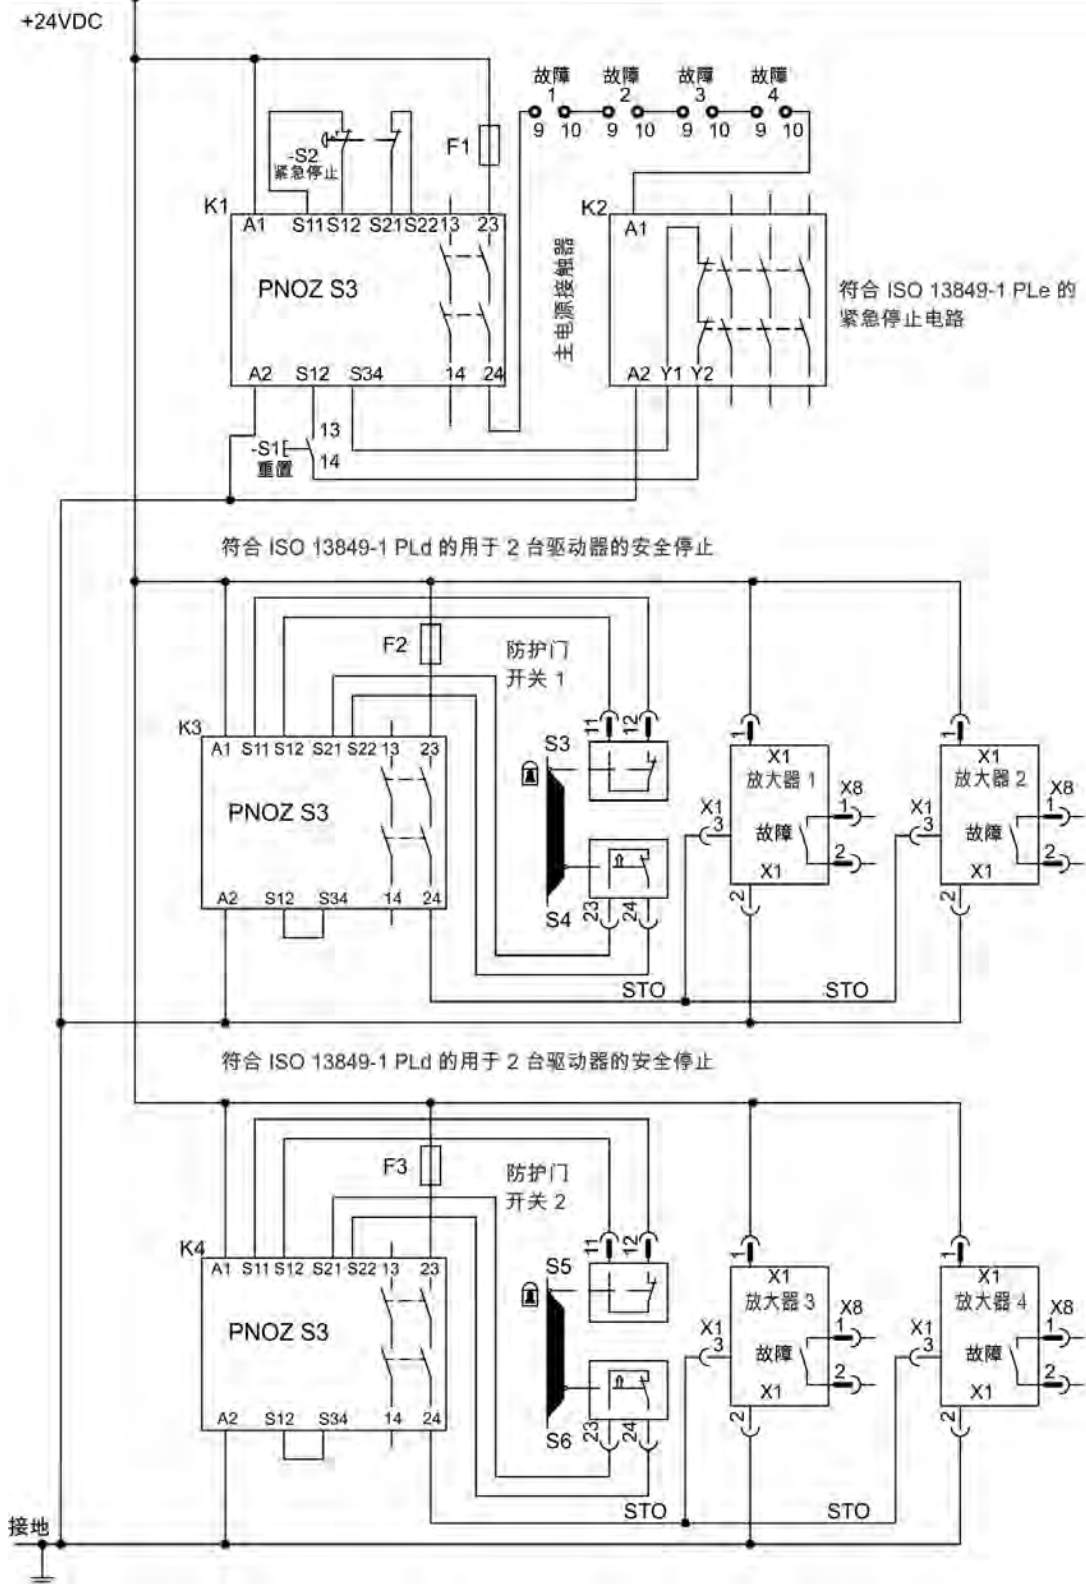 +24VDC
故障 故障 故障 故障
1 2 3 4
9 10 9 10 9 10 9 10
F1
-S2
紧急停止
K1
A1 S11 S12 S21 S22 13 23
PNOZ S3
A2 S12 S34 14 24
主电源接触器
K2
A1
A2 Y1 Y2
符合 ISO 13849-1 PLe 的
紧急停止电路
13
-S1
重置
14
符合 ISO 13849-1 PLd 的用于 2 台驱动器的安全停止
F2
防护门
开关 1
K3
A1 S11 S12 S21 S22 13 23
PNOZ S3
A2 S12 S34 14 24
11 12
S3
S4
23 24
1
X1
放大器 1
X8
1
X1
3
故障
2
X1
2
1
X1
放大器 2
X8
1
X1
3
故障
2
X1
2
STO STO
符合 ISO 13849-1 PLd 的用于 2 台驱动器的安全停止
F3
防护门
开关 2
K4
A1 S11 S12 S21 S22 13 23
PNOZ S3
A2 S12 S34 14 24
11 12
S5
S6
23 24
1
X1
放大器 3
X8
1
X1
3
故障
2
X1
2
1
X1
放大器 4
X8
1
X1
3
故障
2
X1
2
STO STO
接地